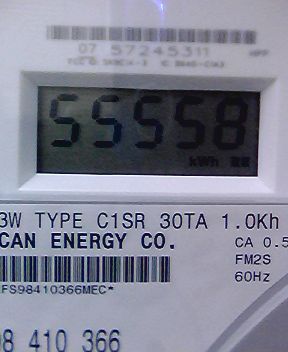 07 57245311
55558
kWh
3W TYPE C1SR 30TA 1.0Kh
CAN ENERGY CO.
CA 0.5
FM2S
60Hz
FS98410366MEC*
98 410 366